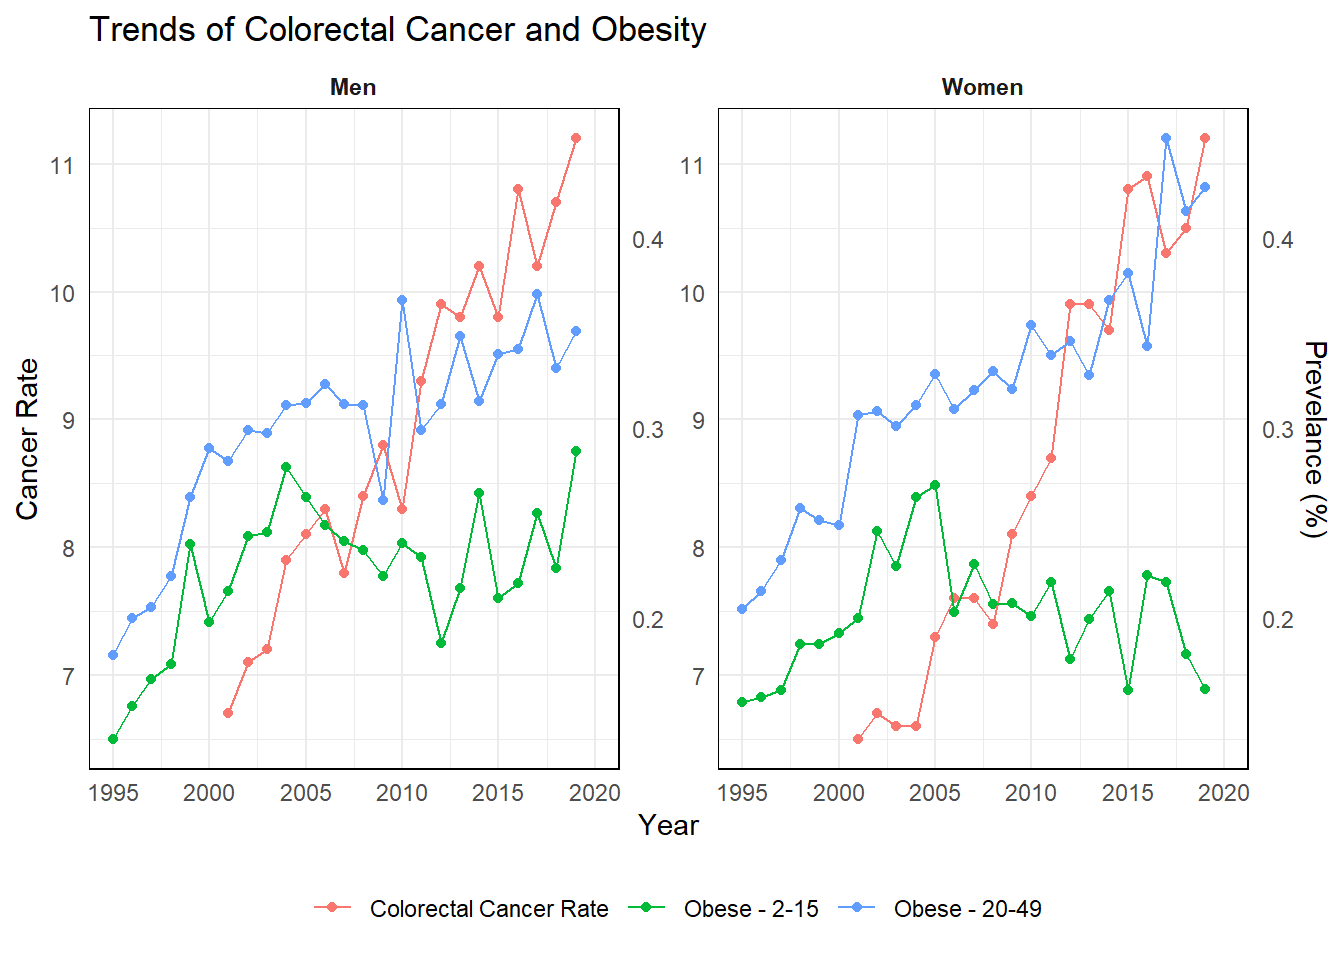 Trends of Colorectal Cancer and Obesity
Men
Women
11
10
9
8
7
0.4
0.3
0.2
11
10
9
8
7
0.4
0.3
0.2
Cancer Rate
Prevelance (%)
1995 2000 2005 2010 2015 2020
1995 2000 2005 2010 2015 2020
Year
Colorectal Cancer Rate Obese - 2-15 Obese - 20-49